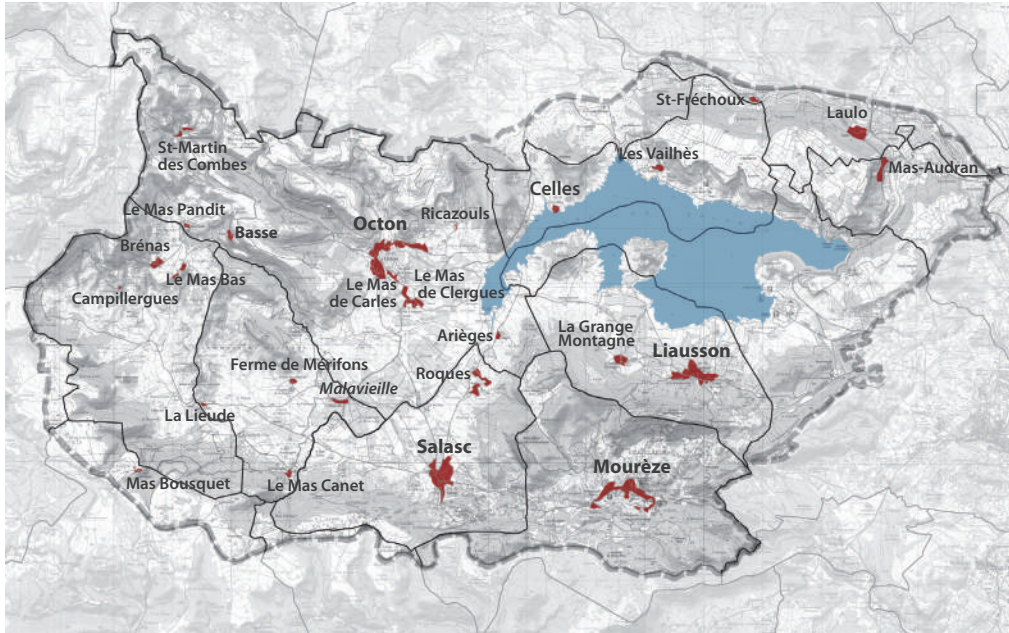 St-Fréchoux
Laulo
St-Martin
des Combes
Les Vailhès
Mas-Audran
Celles
Le Mas Pandit
Basse
Octon
Ricazouls
Brénas
Le Mas Bas
Le Mas
de Carles
Le Mas
de Clergues
Campillergues
Arièges
La Grange
Montagne
Liausson
Ferme de Mérifons
Malavieille
Roques
La Lieude
Salasc
Mourèze
Mas Bousquet
Le Mas Canet